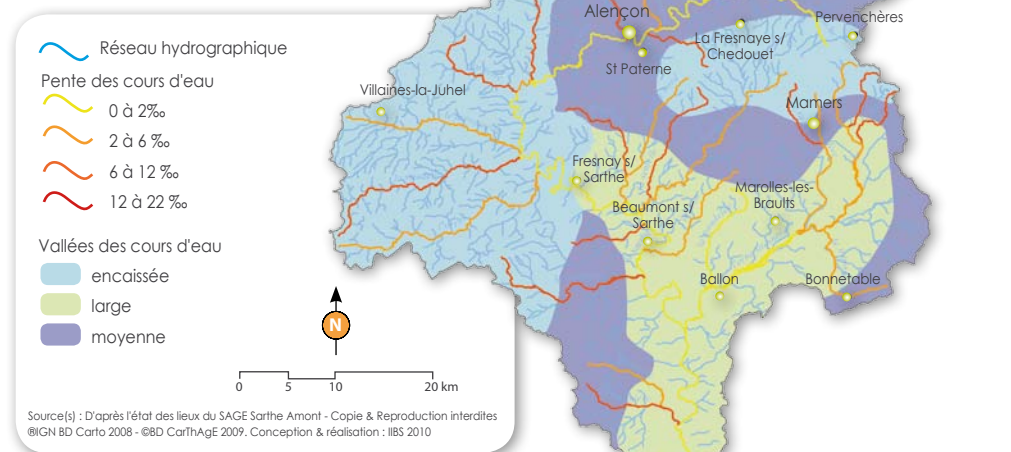 Réseau hydrographique
Pente des cours d'eau
0 à 2‰
2 à 6 ‰
6 à 12 ‰
12 à 22 ‰
Vallées des cours d'eau
encaissée
large
moyenne
N
0 5 10 20 km
Source(s) : D'après l'état des lieux du SAGE Sarthe Amont - Copie & Reproduction interdites
®IGN BD Carto 2008 - ©BD CarThAgE 2009. Conception & réalisation : IIBS 2010
Alençon
Pervenchères
La Fresnaye s/
Chedouet
St Paterne
Villaines-la-Juhel
Mamers
Fresnay s/
Sarthe
Marolles-les-
Braults
Beaumont s/
Sarthe
Ballon
Bonnetable